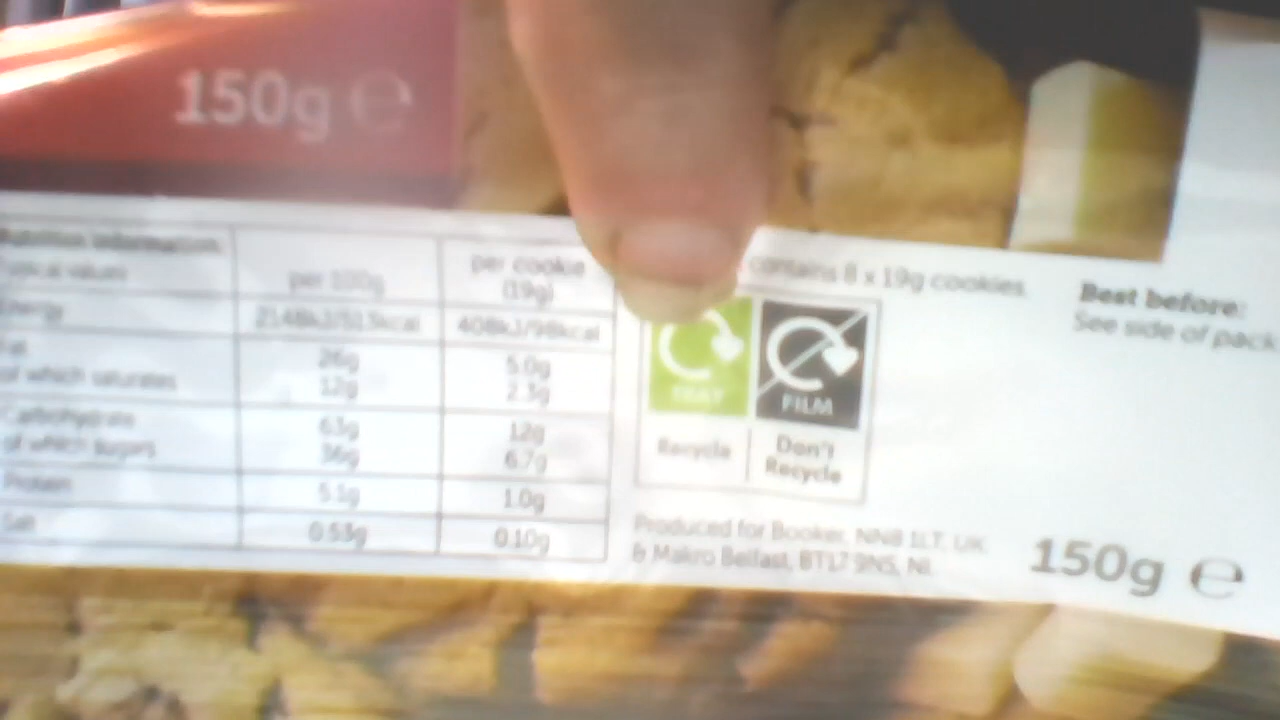 150g e
Nutrition information
Typical values
per 100g
per cookie
(19g)
Energy
2148kJ/513kcal
408kJ/98kcal
Fat
26g
5.0g
of which saturates
12g
2.3g
Carbohydrate
63g
12g
of which sugars
36g
6.7g
Protein
5.1g
1.0g
Salt
0.53g
0.10g
contains 8 x 19g cookies
TRAY
Recycle
FILM
Don't
Recycle
Best before:
See side of pack
Produced for Booker, NN8 1LT, UK
& Makro Belfast, BT17 9NS, NI.
150g e